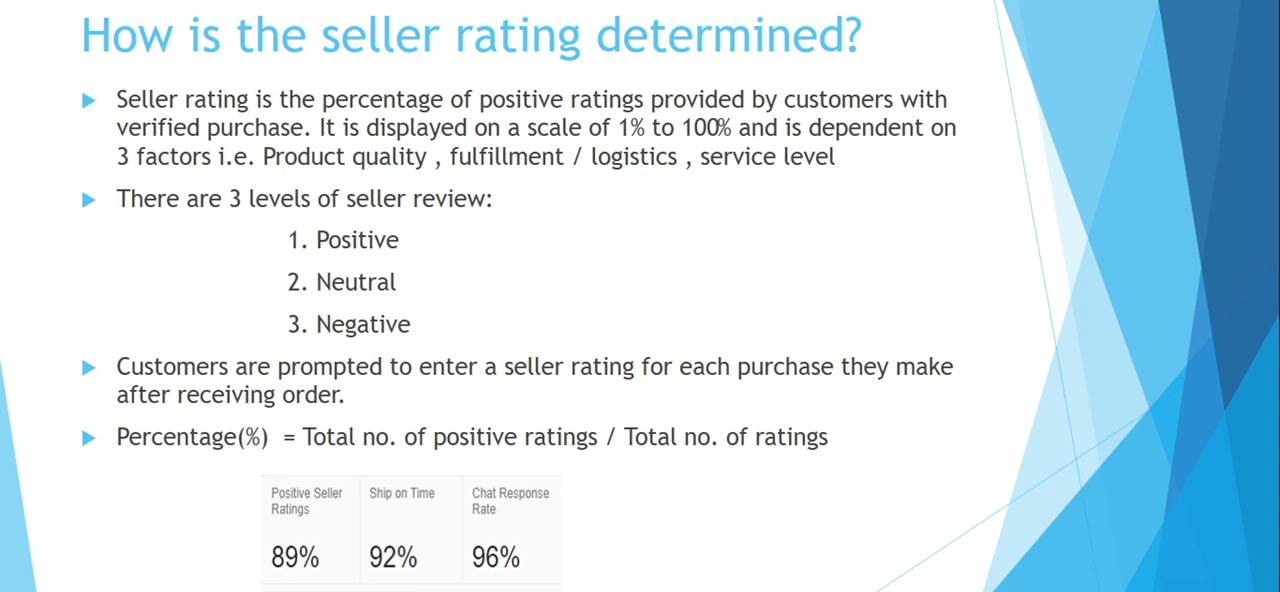 How is the seller rating determined?
Seller rating is the percentage of positive ratings provided by customers with
verified purchase. It is displayed on a scale of 1% to 100% and is dependent on
3 factors i.e. Product quality , fulfillment / logistics , service level
There are 3 levels of seller review:
1. Positive
2. Neutral
3. Negative
Customers are prompted to enter a seller rating for each purchase they make
after receiving order.
Percentage(%) = Total no. of positive ratings / Total no. of ratings
Positive Seller
Ratings
89%
Ship on Time
92%
Chat Response
Rate
96%